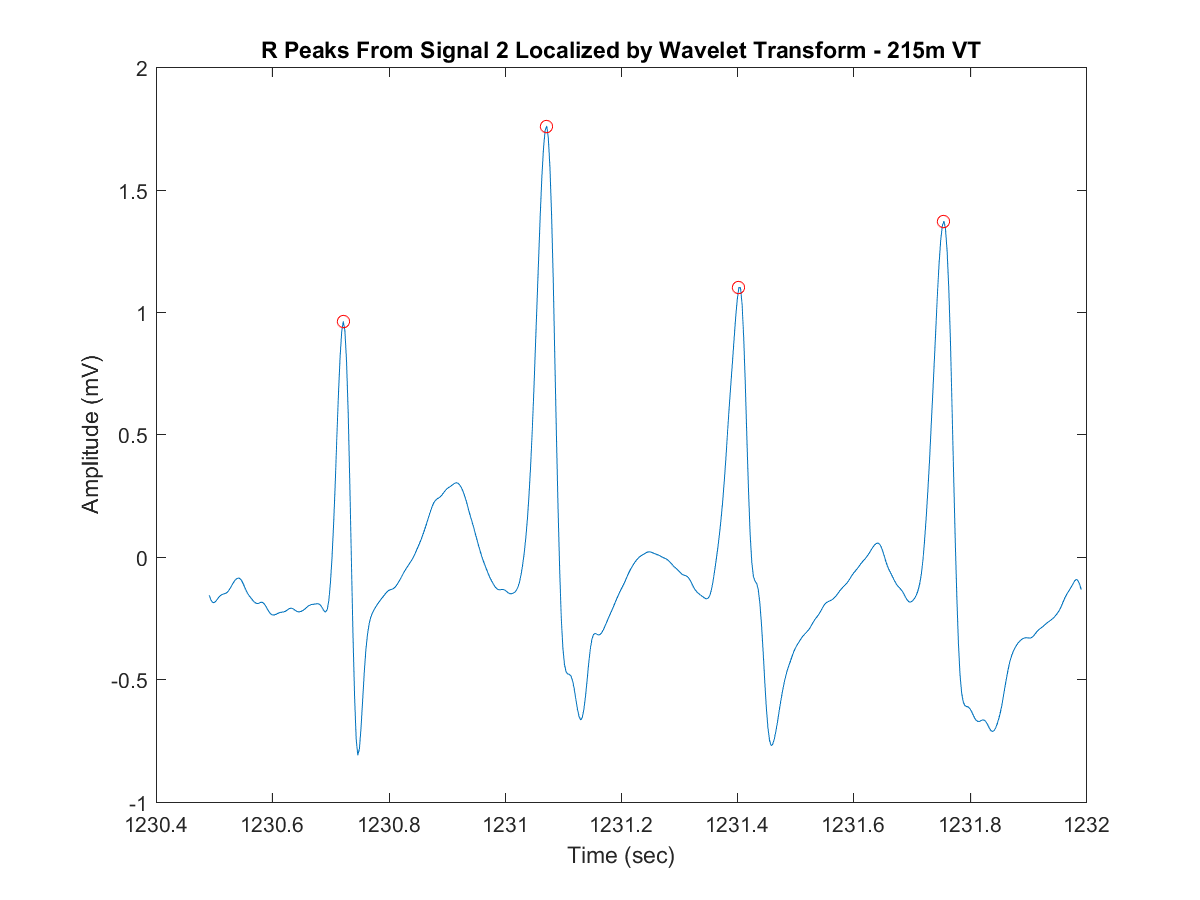 R Peaks From Signal 2 Localized by Wavelet Transform - 215m VT
2
1.5
1
0.5
0
-0.5
-1
Amplitude (mV)
1230.4 1230.6 1230.8 1231 1231.2 1231.4 1231.6 1231.8 1232
Time (sec)